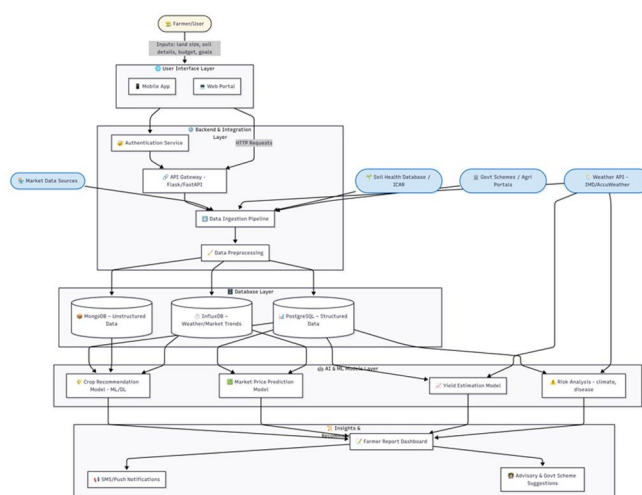 Farmer/User
Inputs: land size, soil
details, budget, goals
User Interface Layer
Mobile App
Web Portal
Backend & Integration
Layer
Authentication Service
HTTP Requests
API Gateway -
Flask/FastAPI
Market Data Sources
Soil Health Database /
ICAR
Govt Schemes / Agri
Portals
Weather API -
IMD/AccuWeather
Data Ingestion Pipeline
Data Preprocessing
Database Layer
MongoDB – Unstructured
Data
InfluxDB –
Weather/Market Trends
PostgreSQL – Structured
Data
AI & ML Models Layer
Crop Recommendation
Model - ML/DL
Market Price Prediction
Model
Yield Estimation Model
Risk Analysis - climate,
disease
Insights &
Farmer Report Dashboard
SMS/Push Notifications
Advisory & Govt Scheme
Suggestions